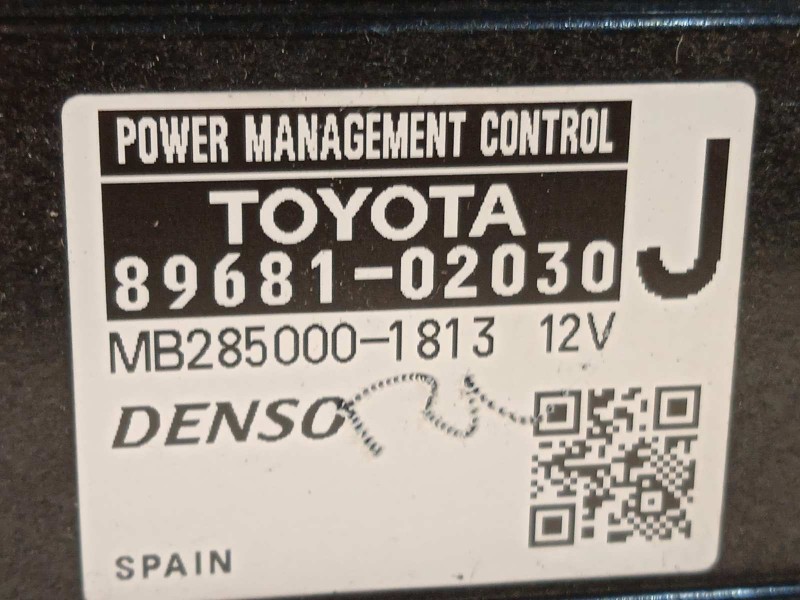 POWER MANAGEMENT CONTROL
J
TOYOTA
89681-02030
MB285000-1813 12V
DENSO
SPAIN